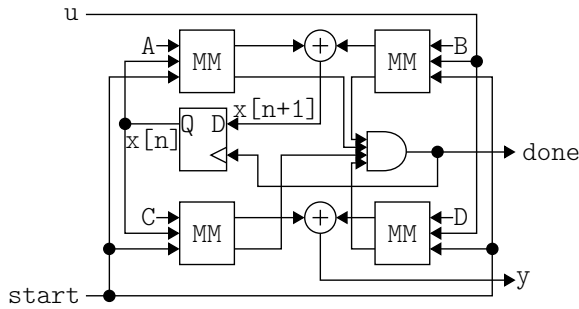 u
A MM + MM B
x[n+1]
Q D
x[n]
done
C MM + MM D
y
start